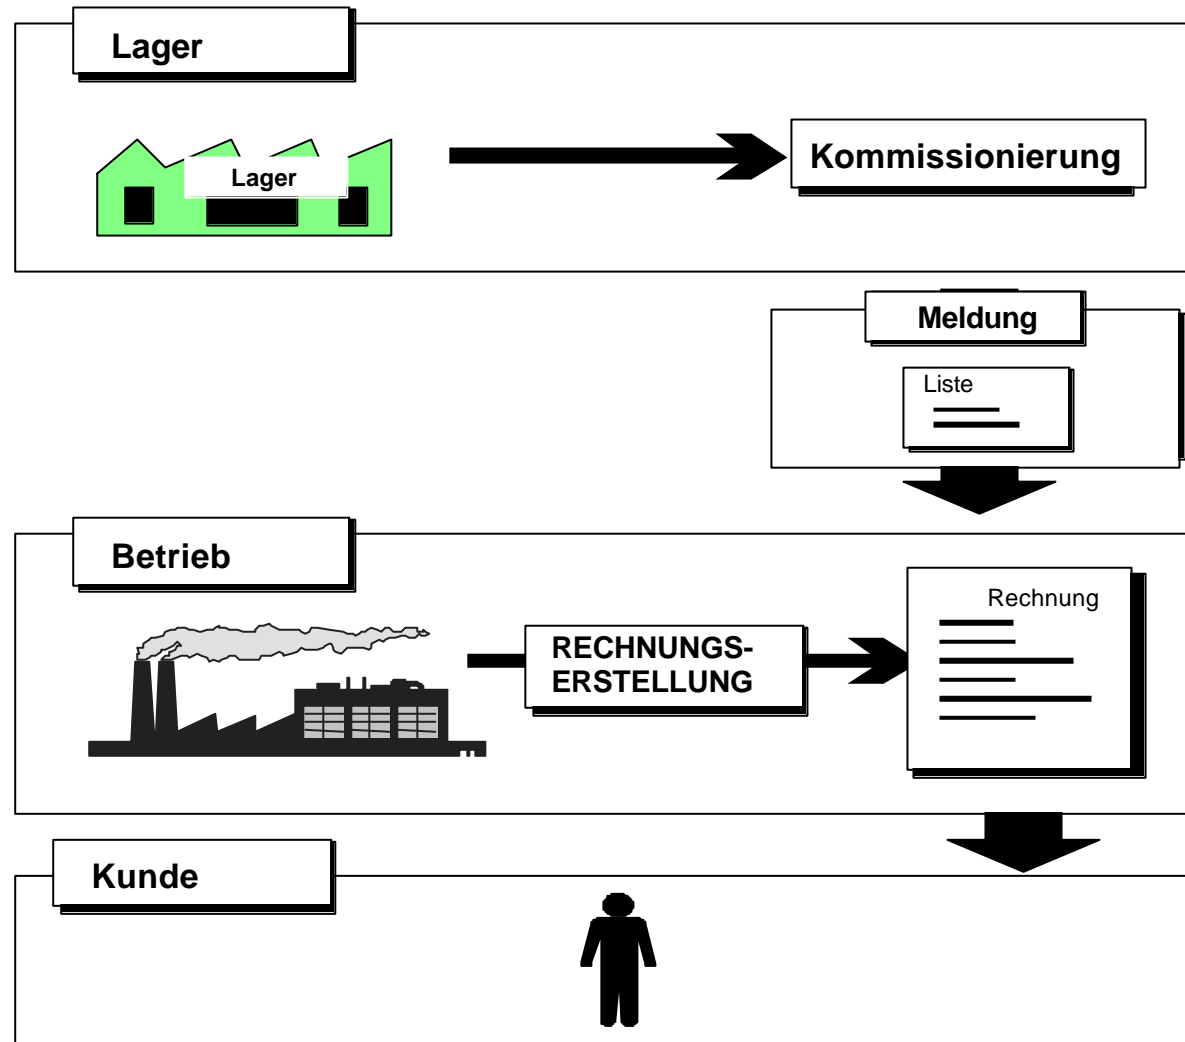 Lager
Lager
Kommissionierung
Meldung
Liste
Betrieb
Rechnung
RECHNUNGS-
ERSTELLUNG
Kunde